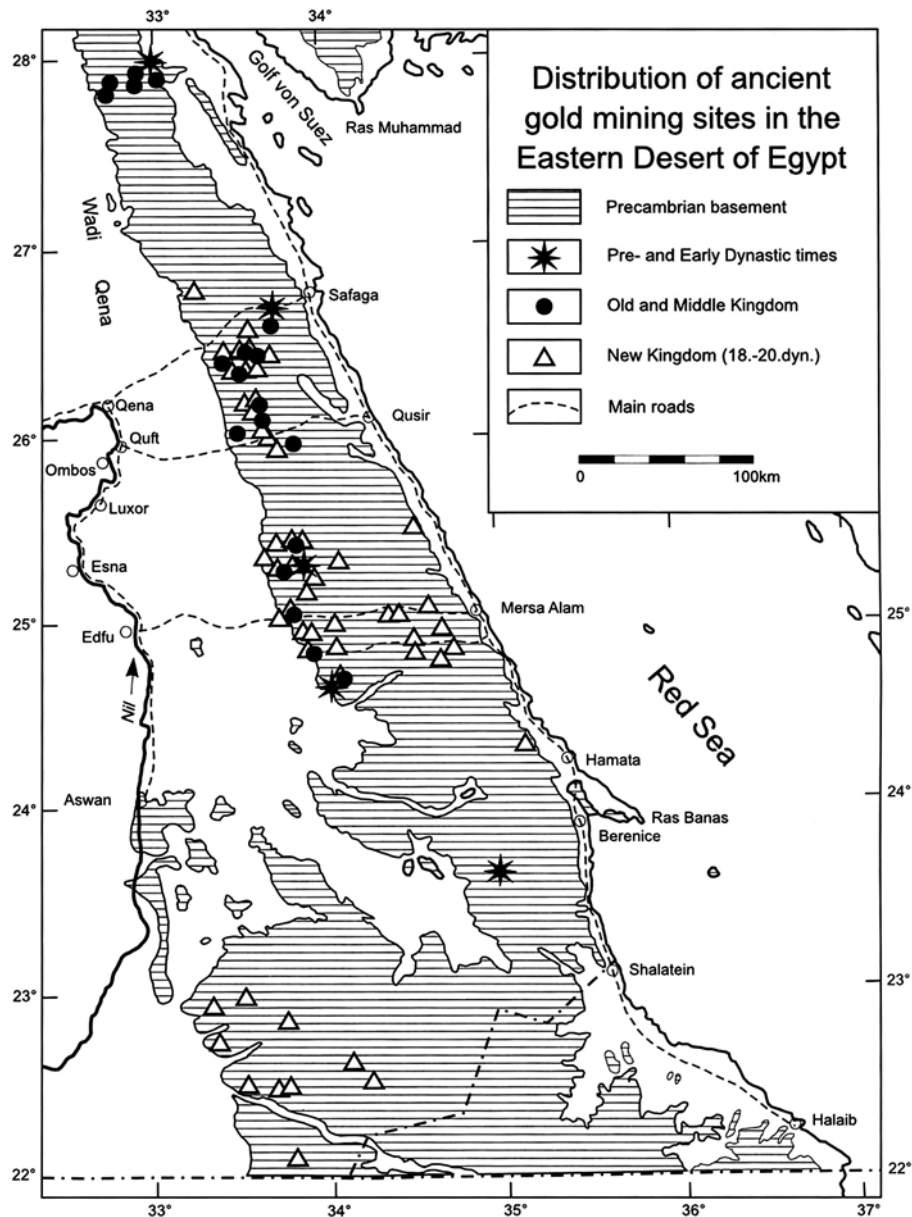 33°
34°
28°
27°
26°
25°
24°
23°
22°
Golf von Suez
Ras Muhammad
Wadi
Qena
Safaga
Qena
Quft
Qusir
Ombos
Luxor
Esna
Edfu
Mersa Alam
Nil
Red Sea
Hamata
Aswan
Ras Banas
Berenice
Shalatein
Halaib
Distribution of ancient
gold mining sites in the
Eastern Desert of Egypt
Precambrian basement
Pre- and Early Dynastic times
Old and Middle Kingdom
New Kingdom (18.-20.dyn.)
Main roads
0
100km
25°
24°
23°
22°
33°
34°
35°
36°
37°